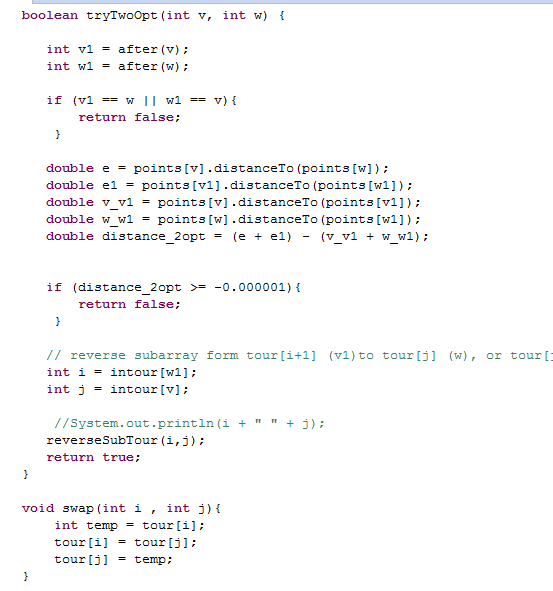 boolean tryTwoOpt(int v, int w) {
int v1 = after(v);
int w1 = after(w);
if (v1 == w || w1 == v){
return false;
}
double e = points[v].distanceTo(points[w]);
double e1 = points[v1].distanceTo(points[w1]);
double v_v1 = points[v].distanceTo(points[v1]);
double w_w1 = points[w].distanceTo(points[w1]);
double distance_2opt = (e + e1) - (v_v1 + w_w1);
if (distance_2opt >= -0.000001){
return false;
}
// reverse subarray form tour[i+1] (v1)to tour[j] (w), or tour[j
int i = intour[w1];
int j = intour[v];
//System.out.println(i + " " + j);
reverseSubTour(i,j);
return true;
}
void swap(int i , int j){
int temp = tour[i];
tour[i] = tour[j];
tour[j] = temp;
}